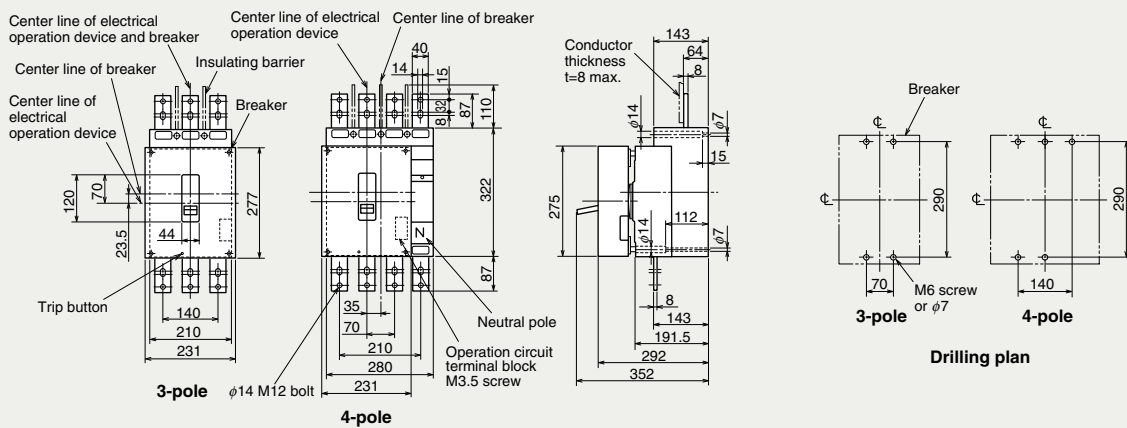 Center line of electrical
operation device and breaker
Center line of breaker
Center line of
electrical
operation device
Insulating barrier
Breaker
120
70
23.5
44
277
Trip button
140
210
231
3-pole
Center line of electrical
operation device
Center line of breaker
40
14
15
32
8
87
110
322
87
N
35
70
210
280
231
φ14 M12 bolt
Neutral pole
Operation circuit
terminal block
M3.5 screw
4-pole
143
64
8
Conductor
thickness
t=8 max.
φ14
φ7
15
275
112
φ14
φ7
8
143
191.5
292
352
Breaker
℄
℄
290
70
M6 screw
or φ7
3-pole
℄
℄
290
140
4-pole
Drilling plan